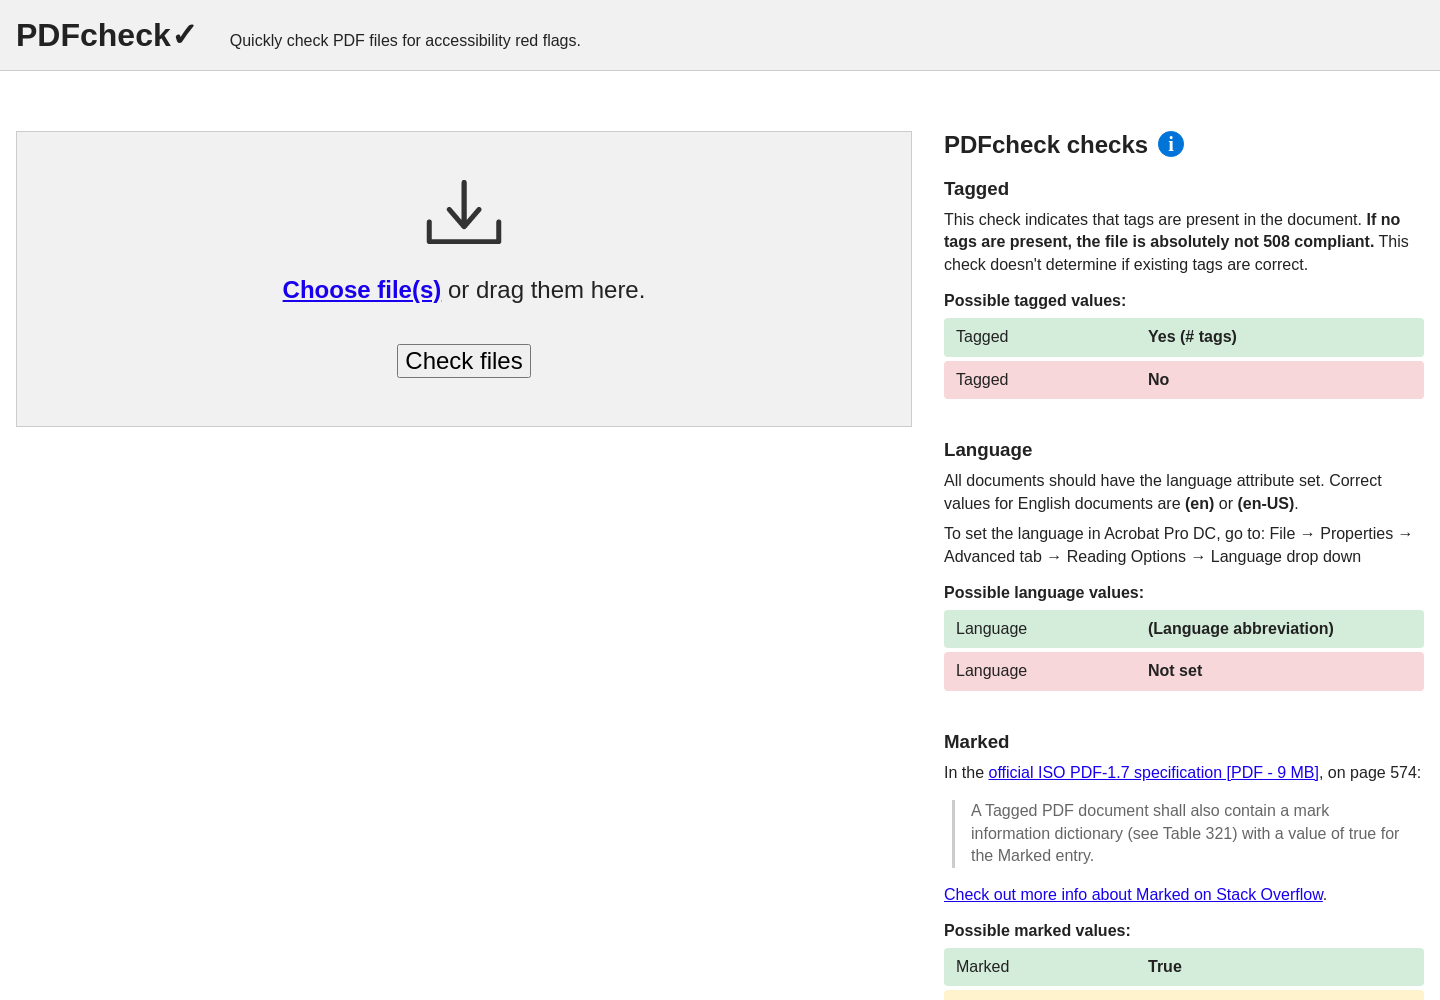 PDFcheck✓
Quickly check PDF files for accessibility red flags.
Choose file(s) or drag them here.
Check files
PDFcheck checks i
Tagged
This check indicates that tags are present in the document. If no
tags are present, the file is absolutely not 508 compliant. This
check doesn't determine if existing tags are correct.
Possible tagged values:
Tagged Yes (# tags)
Tagged No
Language
All documents should have the language attribute set. Correct
values for English documents are (en) or (en-US).
To set the language in Acrobat Pro DC, go to: File → Properties →
Advanced tab → Reading Options → Language drop down
Possible language values:
Language (Language abbreviation)
Language Not set
Marked
In the official ISO PDF-1.7 specification [PDF - 9 MB], on page 574:
A Tagged PDF document shall also contain a mark
information dictionary (see Table 321) with a value of true for
the Marked entry.
Check out more info about Marked on Stack Overflow.
Possible marked values:
Marked True